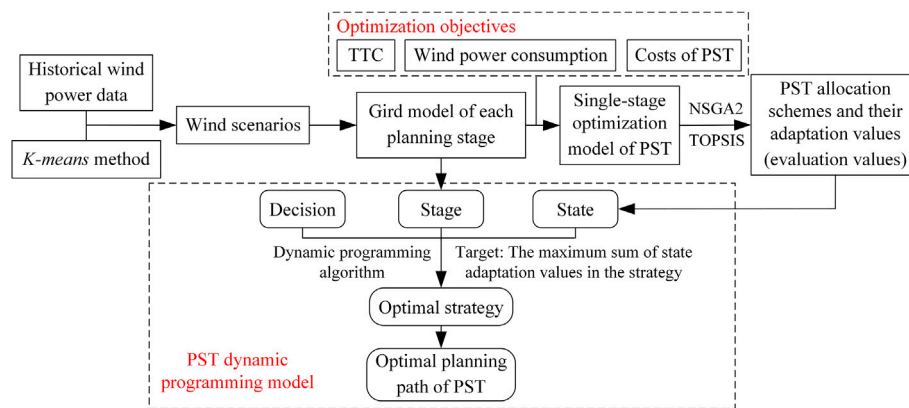 Optimization objectives
TTC
Wind power consumption
Costs of PST
Historical wind
power data
K-means method
Wind scenarios
Gird model of each
planning stage
Single-stage
optimization
model of PST
NSGA2
TOPSIS
PST allocation
schemes and their
adaptation values
(evaluation values)
Decision
Stage
State
Dynamic programming
algorithm
Target: The maximum sum of state
adaptation values in the strategy
Optimal strategy
Optimal planning
path of PST
PST dynamic
programming model